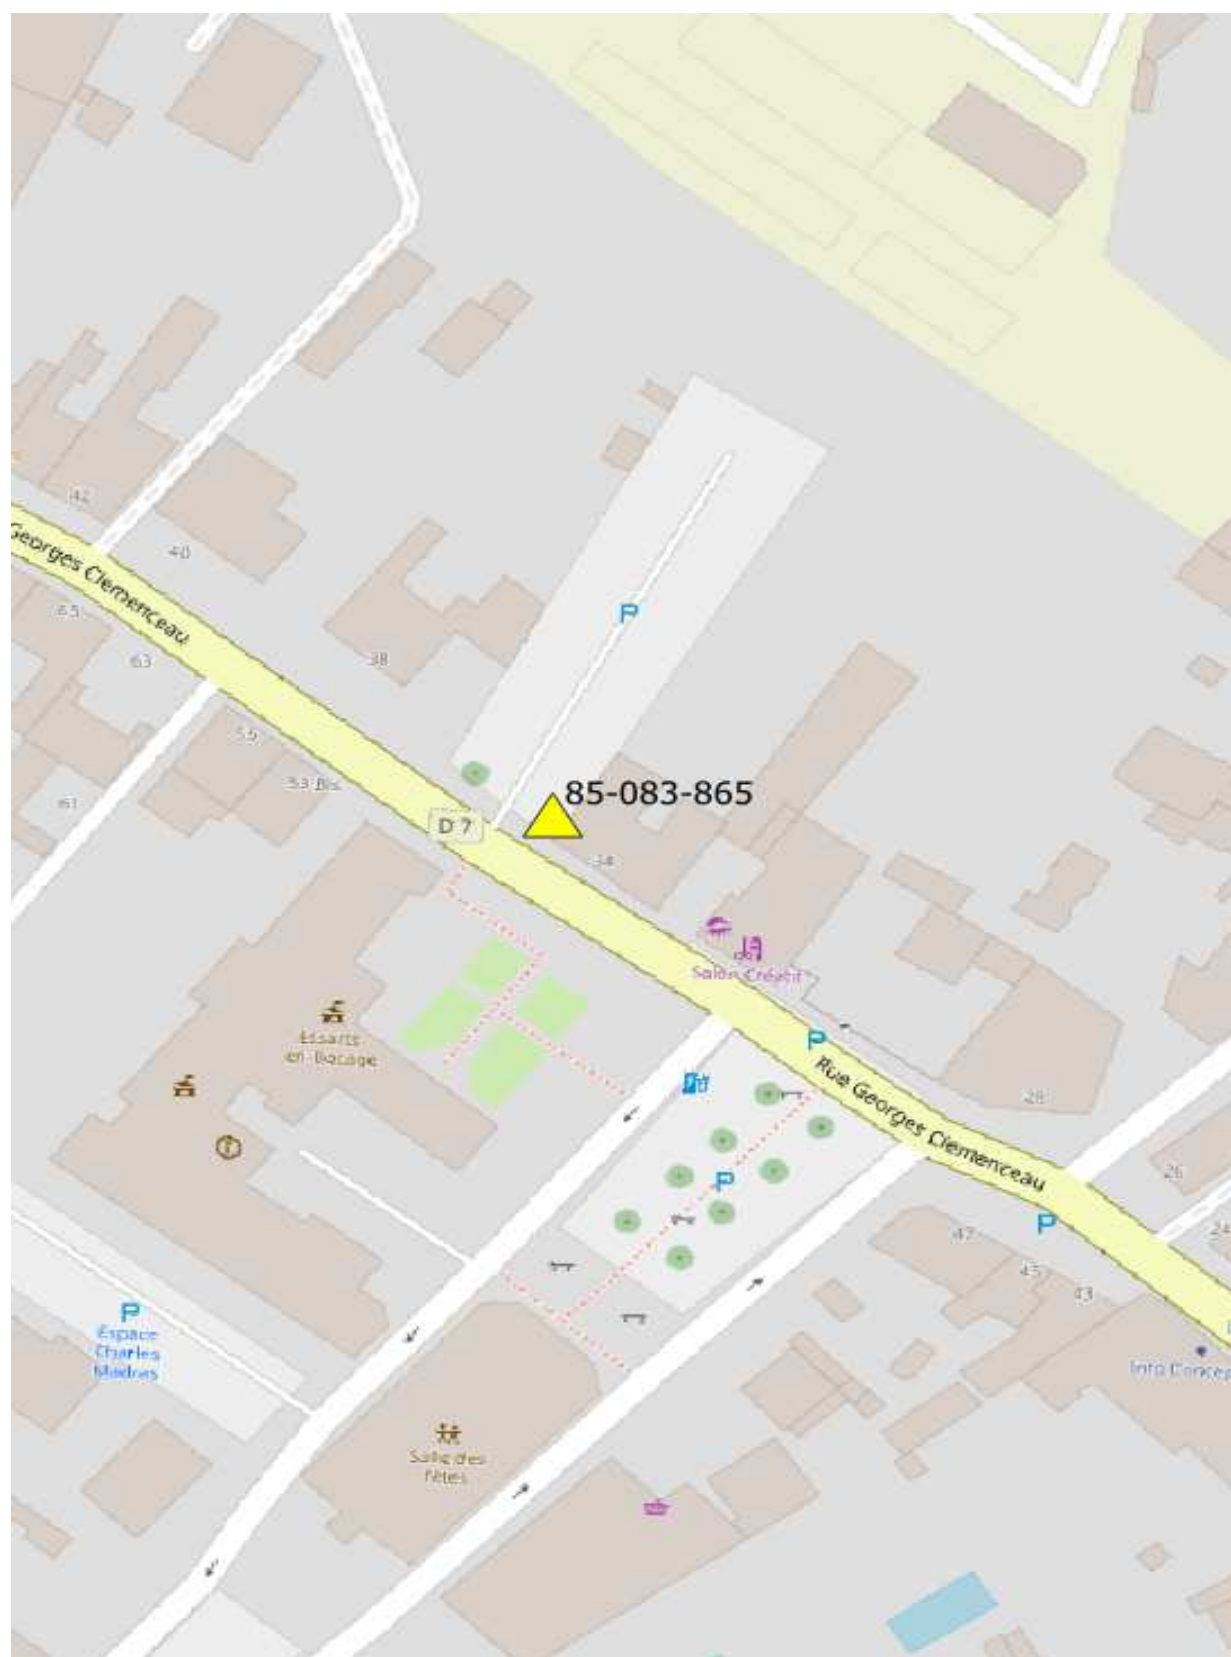 42
Georges Clemenceau
40
65
63
38
59
53 Bis
61
85-083-865
D 7
34
Salon Créatif
Essarts
en Bocage
Rue Georges Clemenceau
28
26
24
47
45
43
Espace
Charles
Madras
Info Concep
Salle des
fêtes